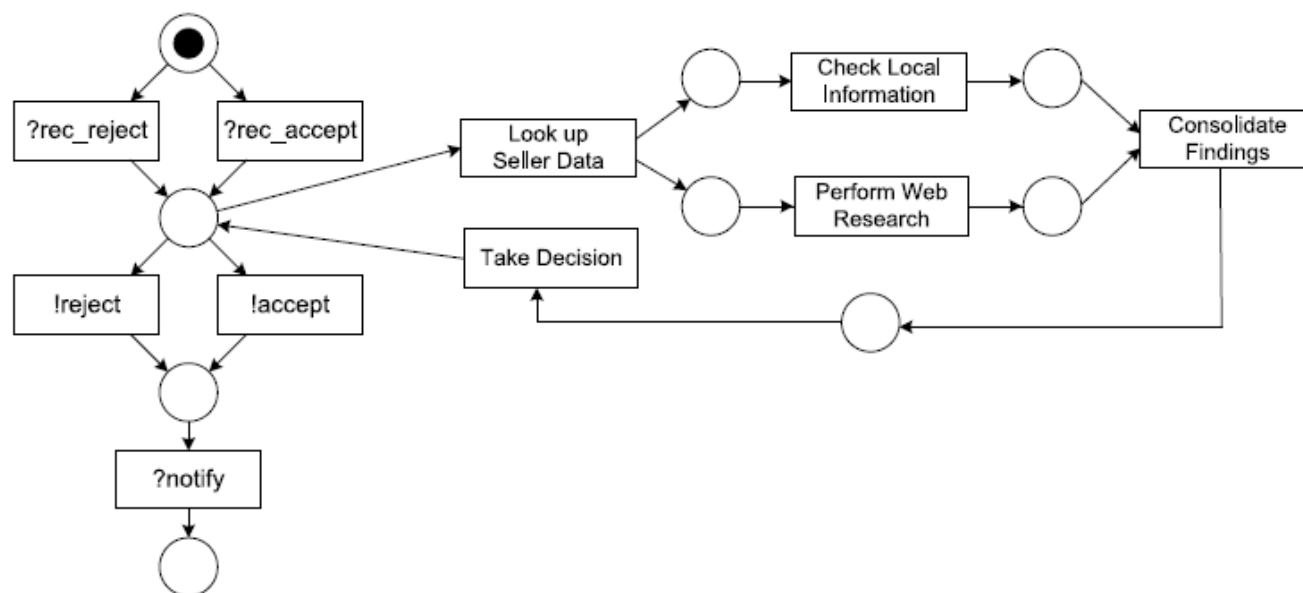 ?rec_reject
?rec_accept
Look up
Seller Data
Check Local
Information
Perform Web
Research
Consolidate
Findings
Take Decision
!reject
!accept
?notify